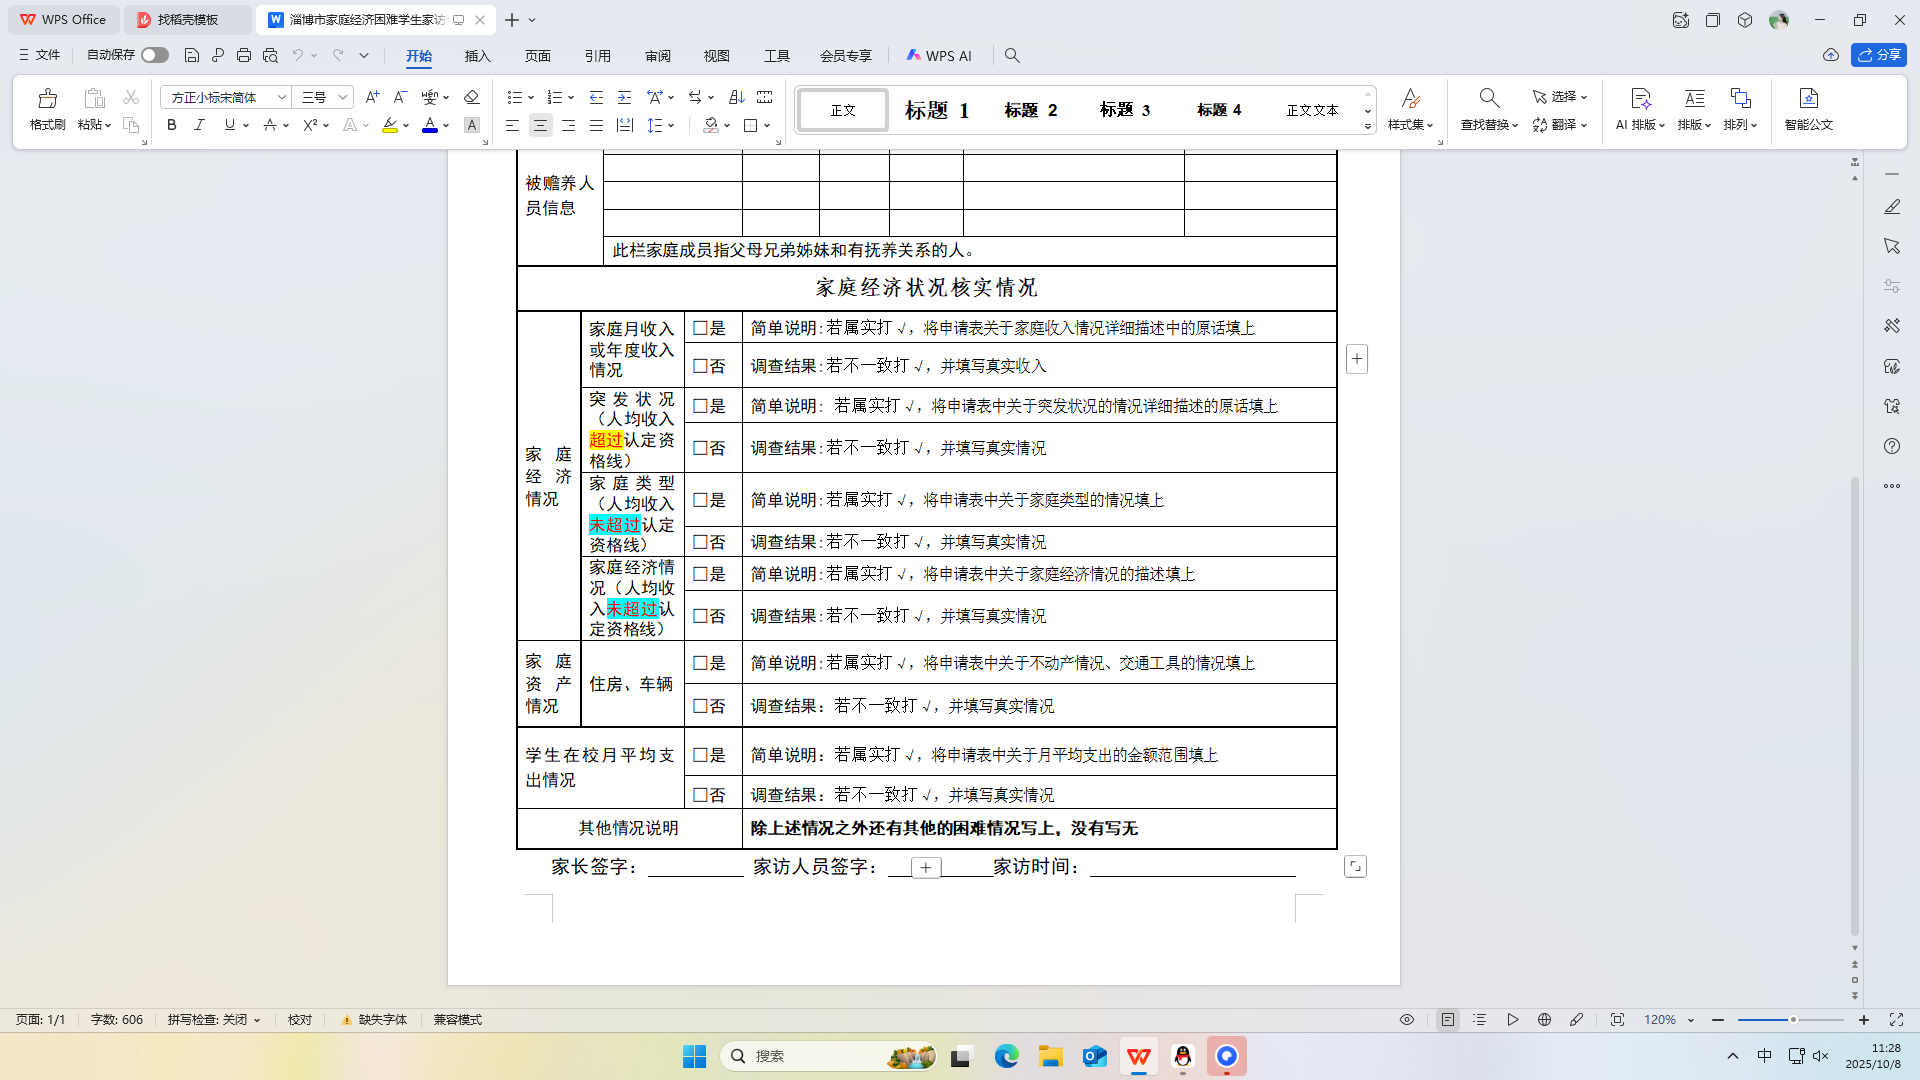 WPS Office 找稻壳模板 淄博市家庭经济困难学生家访
文件 自动保存 开始 插入 页面 引用 审阅 视图 工具 会员专享 WPS AI 分享
方正小标宋简体 三号 正文 标题 1 标题 2 标题 3 标题 4 正文文本
格式刷 粘贴 样式集 查找替换 选择 翻译 AI 排版 排版 排列 智能公文
被赡养人
员信息
此栏家庭成员指父母兄弟姊妹和有抚养关系的人。
家庭经济状况核实情况
家庭经济情况
家庭月收入
或年度收入
情况
□是 简单说明:若属实打√，将申请表关于家庭收入情况详细描述中的原话填上
□否 调查结果:若不一致打√，并填写真实收入
突发状况
（人均收入
超过认定资
格线）
□是 简单说明: 若属实打√，将申请表中关于突发状况的情况详细描述的原话填上
□否 调查结果:若不一致打√，并填写真实情况
家庭类型
（人均收入
未超过认定
资格线）
□是 简单说明:若属实打√，将申请表中关于家庭类型的情况填上
□否 调查结果:若不一致打√，并填写真实情况
家庭经济情
况（人均收
入未超过认
定资格线）
□是 简单说明:若属实打√，将申请表中关于家庭经济情况的描述填上
□否 调查结果:若不一致打√，并填写真实情况
家庭
资产
情况
住房、车辆
□是 简单说明:若属实打√，将申请表中关于不动产情况、交通工具的情况填上
□否 调查结果：若不一致打√，并填写真实情况
学生在校月平均支
出情况
□是 简单说明：若属实打√，将申请表中关于月平均支出的金额范围填上
□否 调查结果：若不一致打√，并填写真实情况
其他情况说明 除上述情况之外还有其他的困难情况写上，没有写无
家长签字： 家访人员签字： 家访时间：
页面: 1/1 字数: 606 拼写检查: 关闭 校对 缺失字体 兼容模式 120%
搜索 中 11:28
2025/10/8